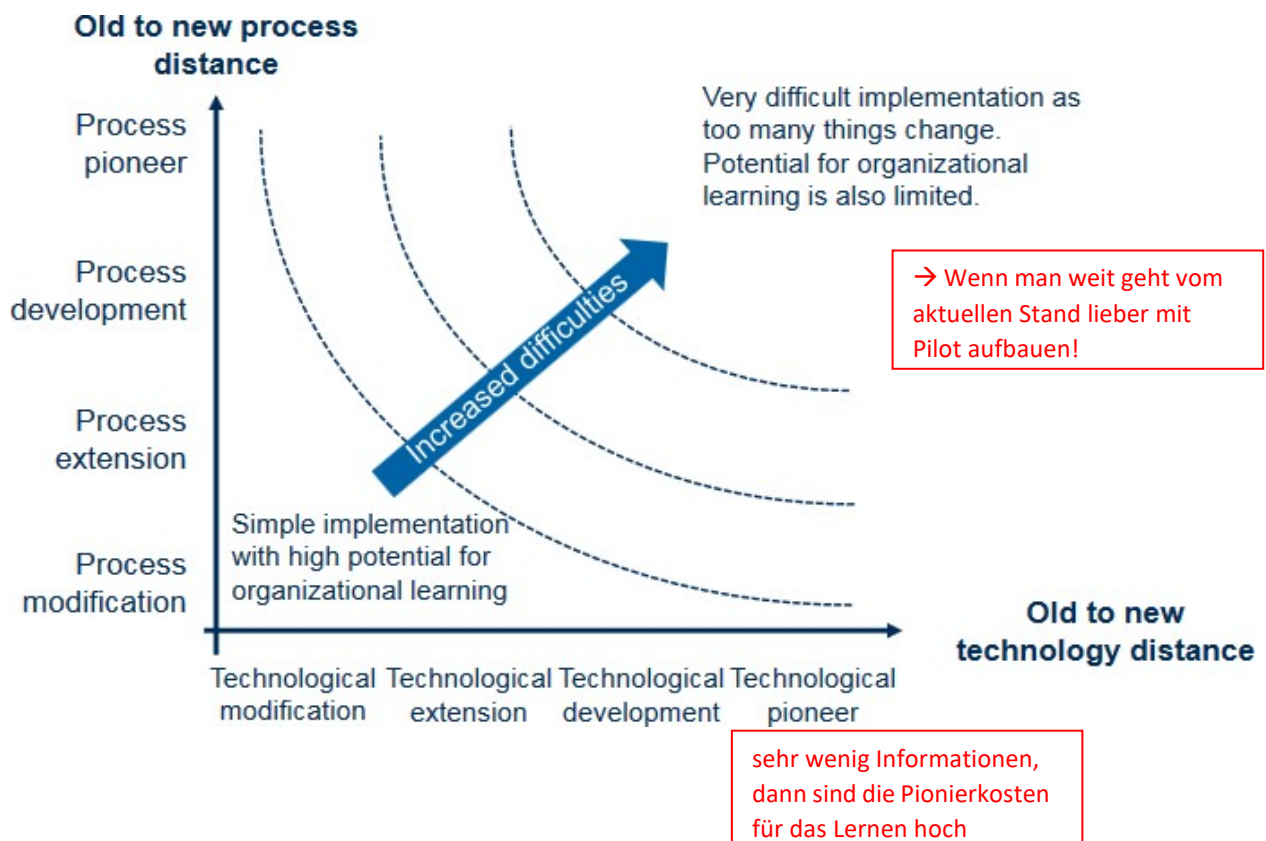 Old to new process
distance
Process
pioneer
Process
development
Process
extension
Process
modification
Very difficult implementation as
too many things change.
Potential for organizational
learning is also limited.
→ Wenn man weit geht vom
aktuellen Stand lieber mit
Pilot aufbauen!
Increased difficulties
Simple implementation
with high potential for
organizational learning
Old to new
technology distance
Technological
modification
Technological
extension
Technological
development
Technological
pioneer
sehr wenig Informationen,
dann sind die Pionierkosten
für das Lernen hoch